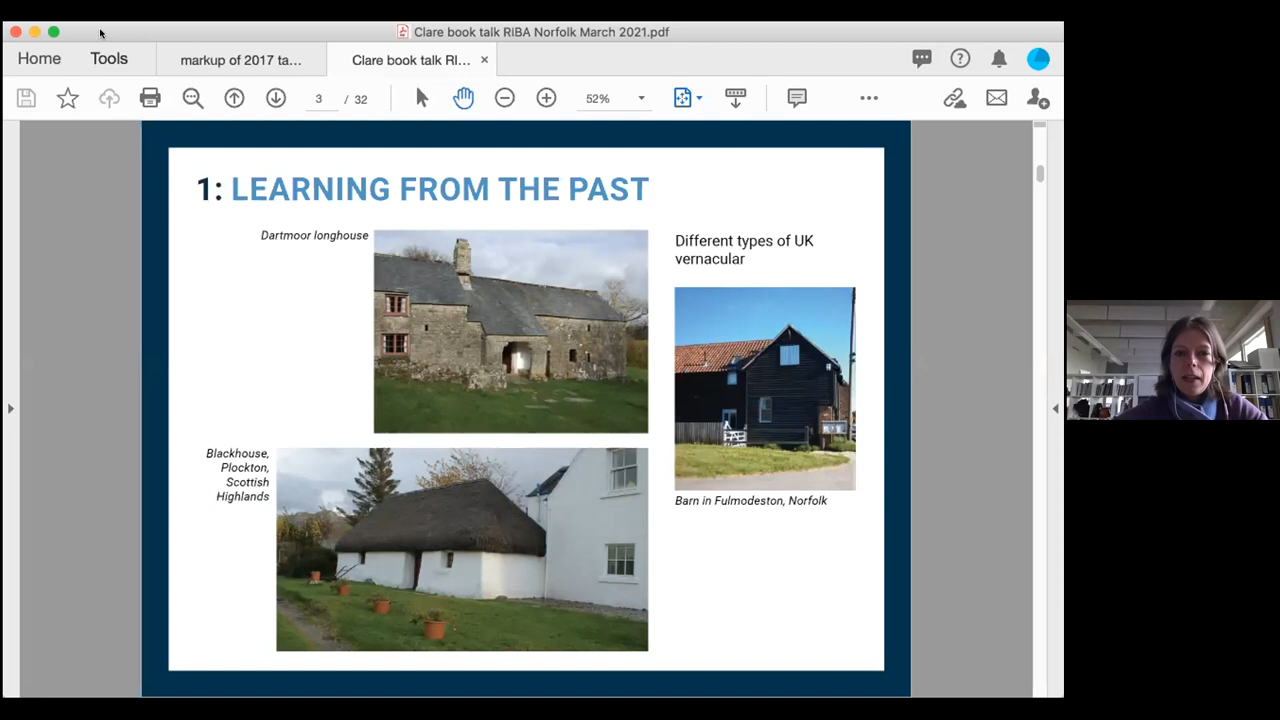 Clare book talk RIBA Norfolk March 2021.pdf
Home
Tools
markup of 2017 ta...
Clare book talk RI...
3 / 32
52%
1: LEARNING FROM THE PAST
Dartmoor longhouse
Different types of UK
vernacular
Blackhouse,
Plockton,
Scottish
Highlands
Barn in Fulmodeston, Norfolk